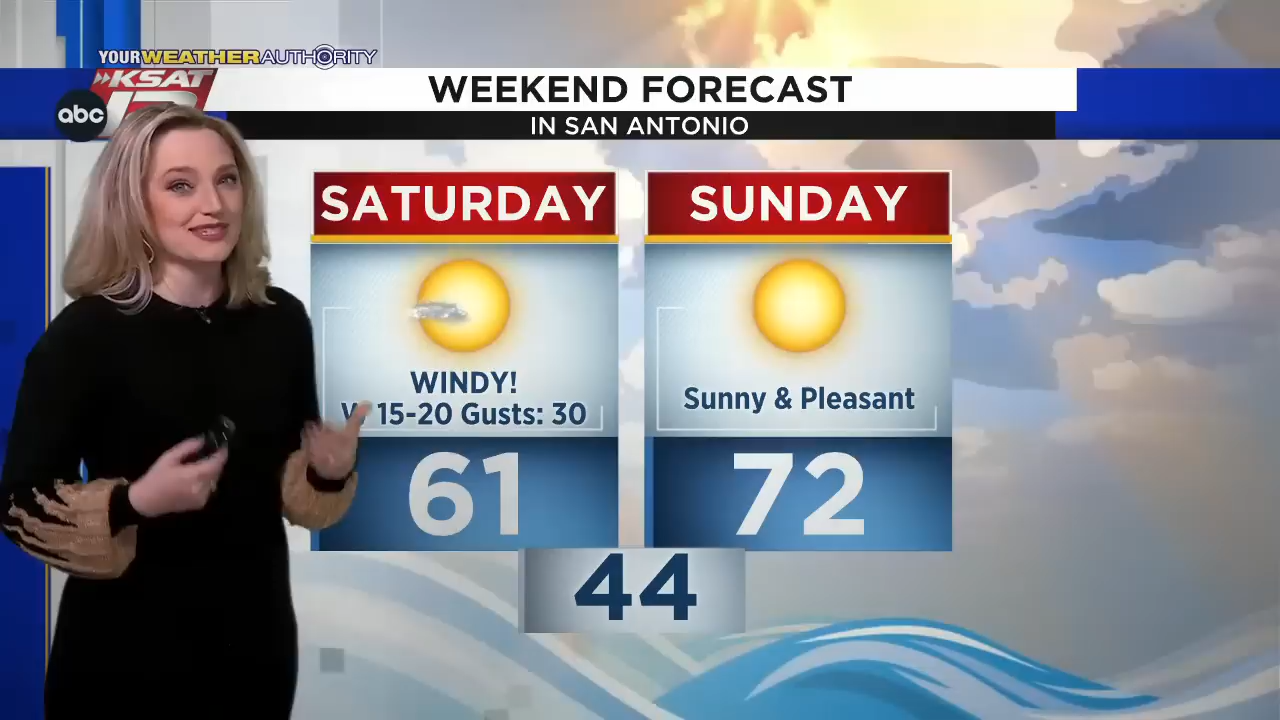 YOUR WEATHER AUTHORITY
KSAT
12
abc
WEEKEND FORECAST
IN SAN ANTONIO
SATURDAY
SUNDAY
WINDY!
W 15-20 Gusts: 30
Sunny & Pleasant
61
72
44